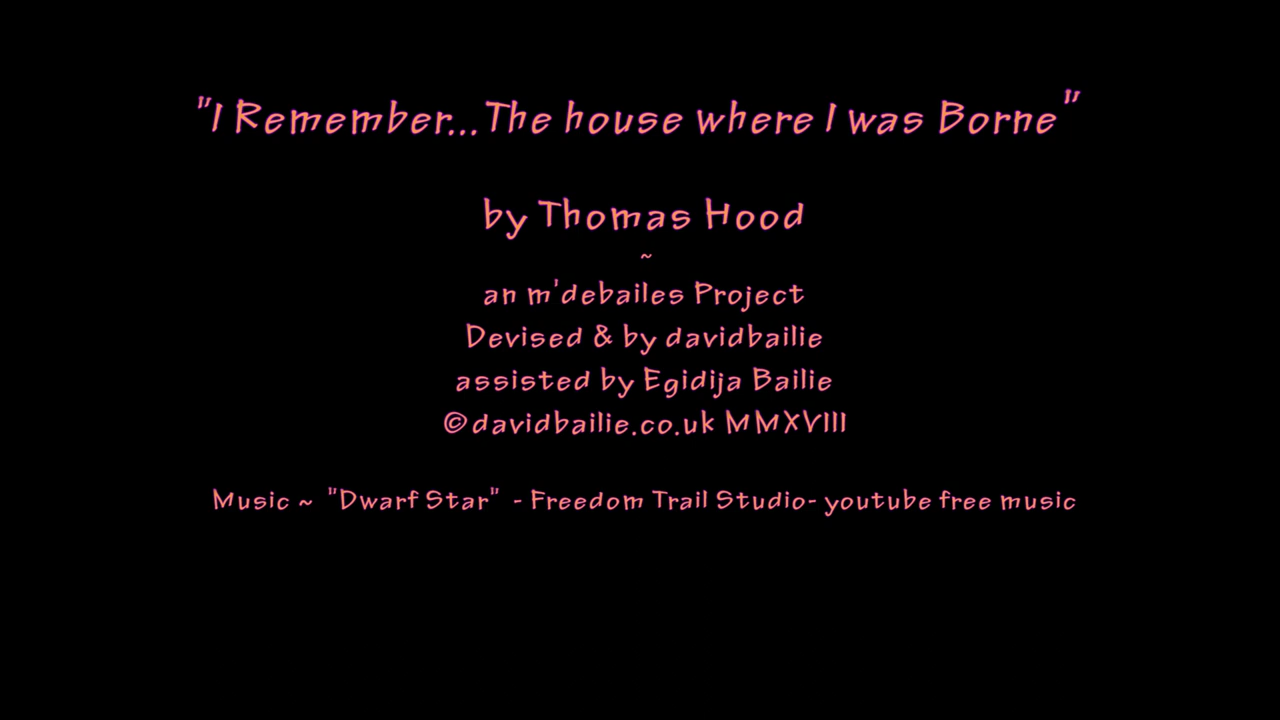 "I Remember...The house where I was Borne"
by Thomas Hood
~
an m'debailes Project
Devised & by davidbailie
assisted by Egidija Bailie
©davidbailie.co.uk MMXVIII
Music ~ "Dwarf Star" - Freedom Trail Studio- youtube free music